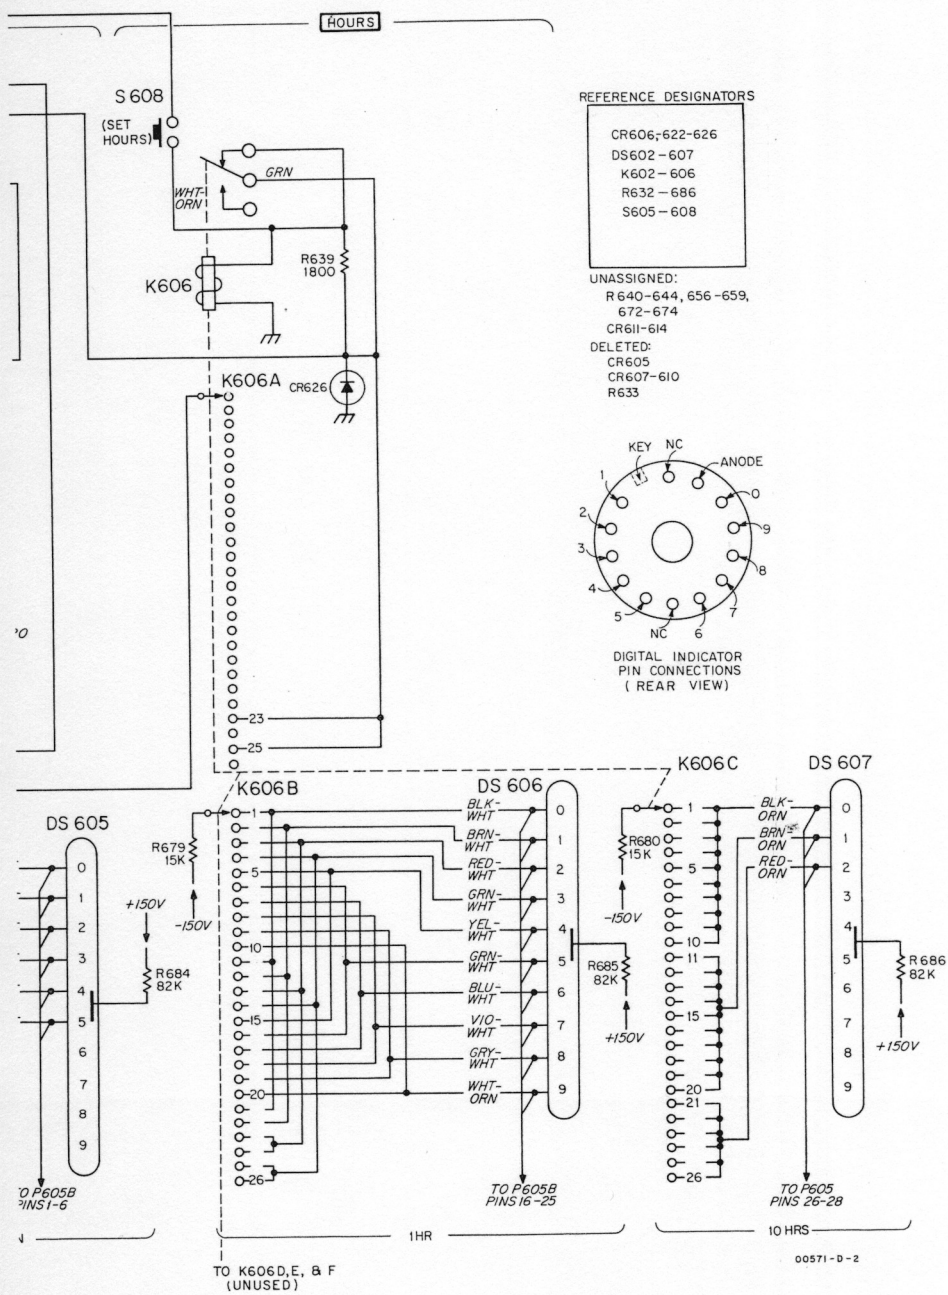 HOURS
S 608
(SET
HOURS)
GRN
WHT-
ORN
R639
1800
K606
K606A
CR626
23
25
REFERENCE DESIGNATORS
CR606,-622-626
DS602-607
K602-606
R632-686
S605-608
UNASSIGNED:
R640-644, 656-659,
672-674
CR611-614
DELETED:
CR605
CR607-610
R633
KEY
NC
ANODE
1
0
2
9
3
8
4
7
5
NC
6
DIGITAL INDICATOR
PIN CONNECTIONS
(REAR VIEW)
DS 605
0
1
2
3
4
5
6
7
8
9
+150V
R684
82K
TO P605B
PINS 1-6
R679
15K
-150V
K606B
1
5
10
15
20
26
DS 606
BLK-
WHT
BRN-
WHT
RED-
WHT
GRN-
WHT
YEL-
WHT
GRN-
WHT
BLU-
WHT
VIO-
WHT
GRY-
WHT
WHT-
ORN
0
1
2
3
4
5
6
7
8
9
R685
82K
+150V
TO P605B
PINS 16-25
1HR
R680
15K
-150V
K606C
1
5
10
11
15
20
21
26
DS 607
BLK-
ORN
BRN-
ORN
RED-
ORN
0
1
2
3
4
5
6
7
8
9
R686
82K
+150V
TO P605
PINS 26-28
10 HRS
TO K606D,E, & F
(UNUSED)
00571-D-2